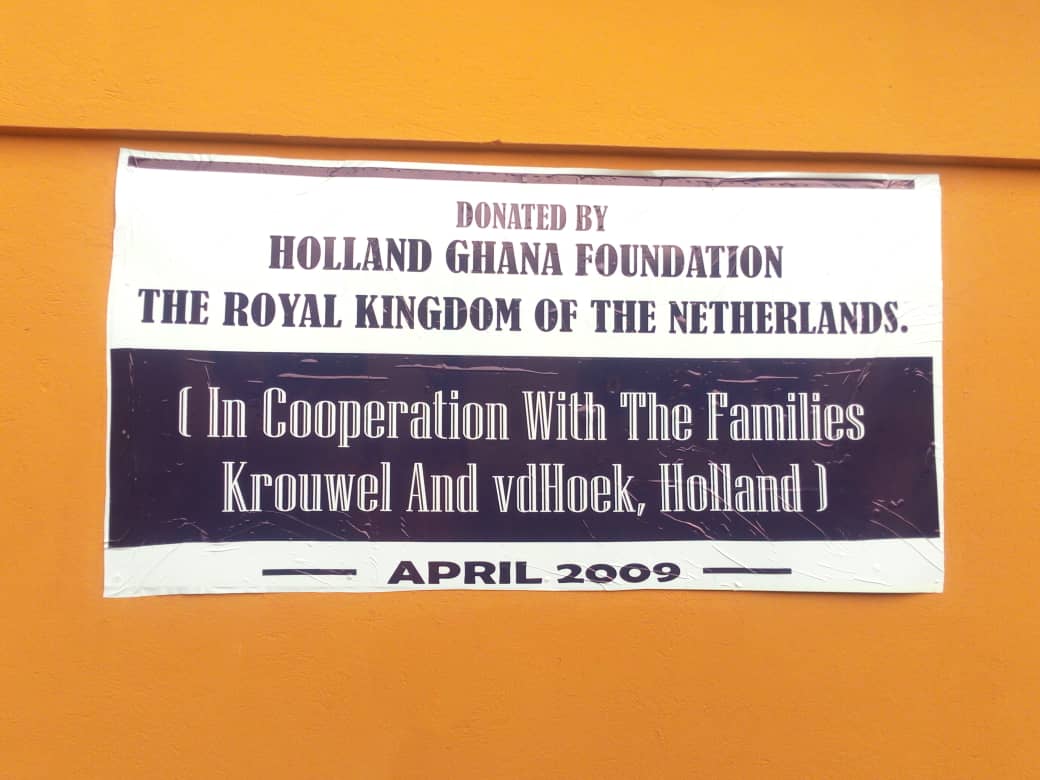 DONATED BY
HOLLAND GHANA FOUNDATION
THE ROYAL KINGDOM OF THE NETHERLANDS.
( In Cooperation With The Families
Krouwel And vdHoek, Holland )
APRIL 2009